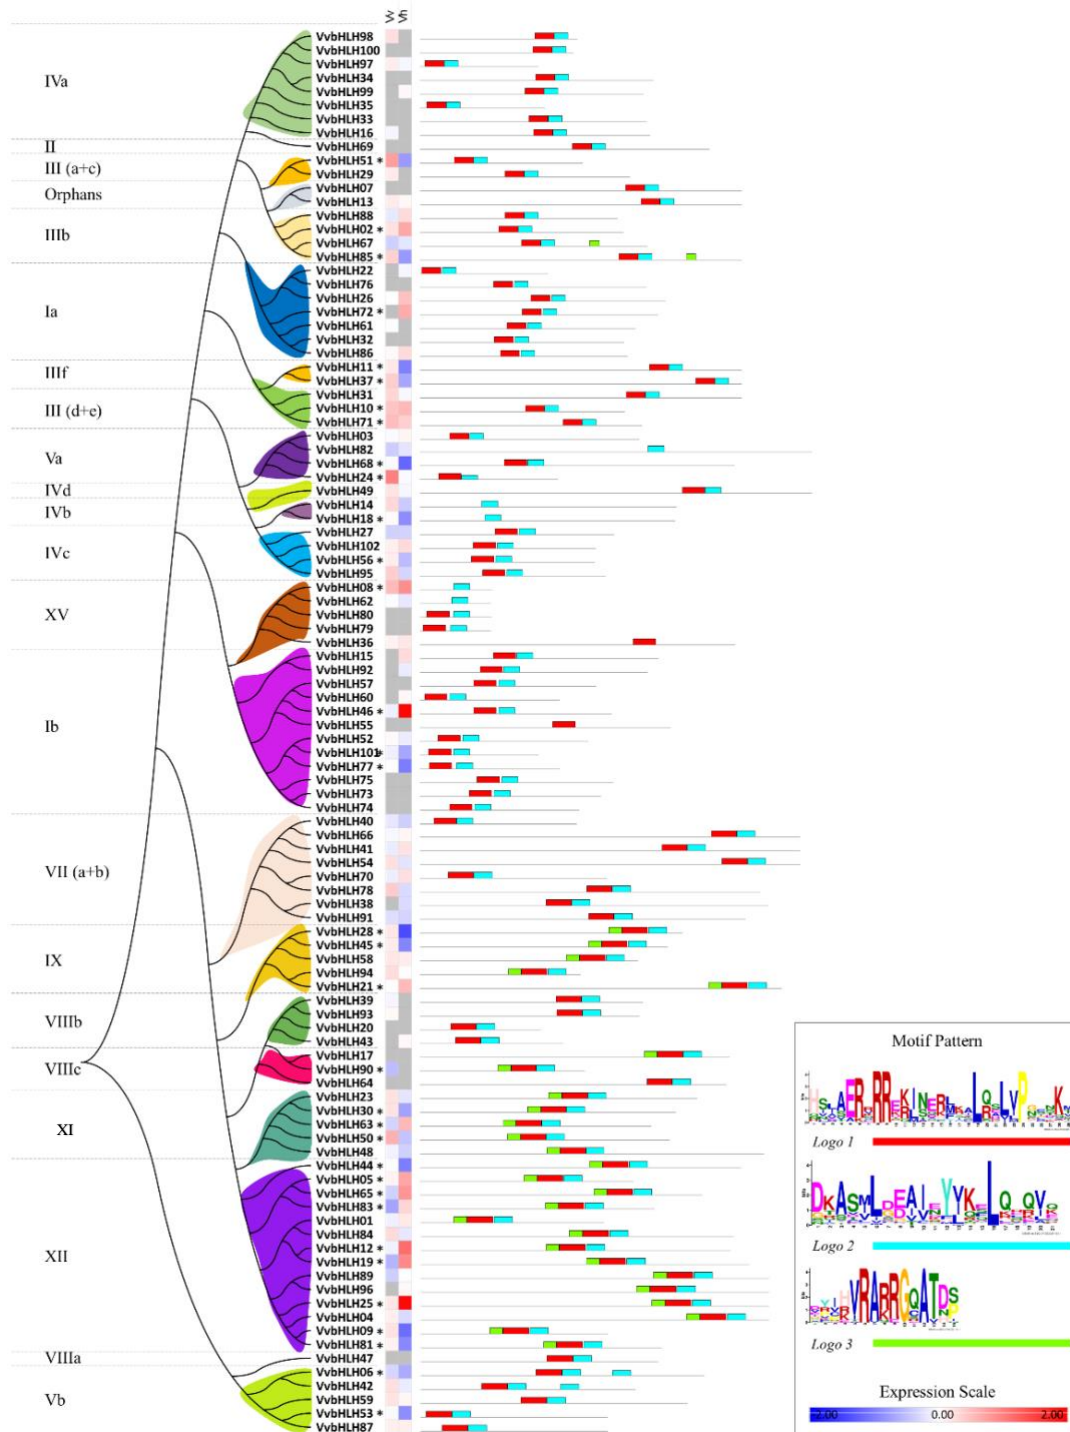 IVa
II
III (a+c)
Orphans
IIIb
Ia
IIIf
III (d+e)
Va
IVd
IVb
IVc
XV
Ib
VII (a+b)
IX
VIIIb
VIIIc
XI
XII
VIIIa
Vb
VvbHLH98
VvbHLH100
VvbHLH97
VvbHLH34
VvbHLH99
VvbHLH35
VvbHLH33
VvbHLH16
VvbHLH69
VvbHLH51 *
VvbHLH29
VvbHLH07
VvbHLH13
VvbHLH88
VvbHLH02 *
VvbHLH67
VvbHLH85 *
VvbHLH22
VvbHLH76
VvbHLH26
VvbHLH72 *
VvbHLH61
VvbHLH32
VvbHLH86
VvbHLH11 *
VvbHLH37 *
VvbHLH31
VvbHLH10 *
VvbHLH71 *
VvbHLH03
VvbHLH82
VvbHLH68 *
VvbHLH24 *
VvbHLH49
VvbHLH14
VvbHLH18 *
VvbHLH27
VvbHLH102
VvbHLH56 *
VvbHLH95
VvbHLH08 *
VvbHLH62
VvbHLH80
VvbHLH79
VvbHLH36
VvbHLH15
VvbHLH92
VvbHLH57
VvbHLH60
VvbHLH46 *
VvbHLH55
VvbHLH52
VvbHLH101*
VvbHLH77 *
VvbHLH75
VvbHLH73
VvbHLH74
VvbHLH40
VvbHLH66
VvbHLH41
VvbHLH54
VvbHLH70
VvbHLH78
VvbHLH38
VvbHLH91
VvbHLH28 *
VvbHLH45 *
VvbHLH58
VvbHLH94
VvbHLH21 *
VvbHLH39
VvbHLH93
VvbHLH20
VvbHLH43
VvbHLH17
VvbHLH90 *
VvbHLH64
VvbHLH23
VvbHLH30 *
VvbHLH63 *
VvbHLH50 *
VvbHLH48
VvbHLH44 *
VvbHLH05 *
VvbHLH65 *
VvbHLH83 *
VvbHLH01
VvbHLH84
VvbHLH12 *
VvbHLH19 *
VvbHLH89
VvbHLH96
VvbHLH25 *
VvbHLH04
VvbHLH09 *
VvbHLH81 *
VvbHLH47
VvbHLH06 *
VvbHLH42
VvbHLH59
VvbHLH53 *
VvbHLH87
Motif Pattern
Logo 1
Logo 2
Logo 3
Expression Scale
-2.00 0.00 2.00